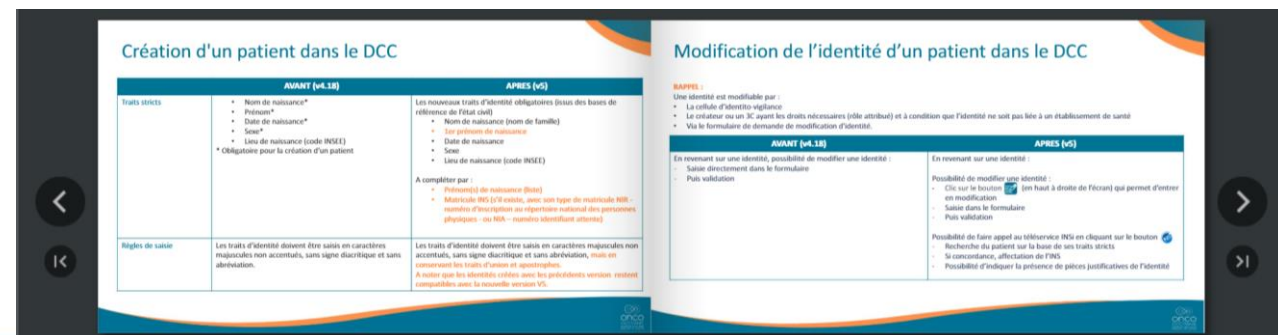 Création d'un patient dans le DCC
AVANT (v4.18)
APRES (v5)
Traits stricts
• Nom de naissance*
• Prénom*
• Date de naissance*
• Sexe*
• Lieu de naissance (code INSEE)
* Obligatoire pour la création d'un patient
Les nouveaux traits d'identité obligatoires (issus des bases de
référence de l'état civil)
• Nom de naissance (nom de famille)
• 1er prénom de naissance
• Date de naissance
• Sexe
• Lieu de naissance (code INSEE)
A compléter par :
• Prénom(s) de naissance (liste)
• Matricule INS (s'il existe, avec son type de matricule NIR -
numéro d'inscription au répertoire national des personnes
physiques - ou NIA – numéro identifiant attente)
Règles de saisie
Les traits d'identité doivent être saisis en caractères
majuscules non accentués, sans signe diacritique et sans
abréviation.
Les traits d'identité doivent être saisis en caractères majuscules non
accentués, sans signe diacritique et sans abréviation, mais en
conservant les traits d'union et apostrophes.
A noter que les identités créées avec les précédents version restent
compatibles avec la nouvelle version V5.
onco
Modification de l'identité d'un patient dans le DCC
RAPPEL :
Une identité est modifiable par :
• La cellule d'identito vigilance
• Le créateur ou un 3C ayant les droits nécessaires (rôle attribué) et à condition que l'identité ne soit pas liée à un établissement de santé
• Via le formulaire de demande de modification d'identité.
AVANT (v4.18)
APRES (v5)
En revenant sur une identité, possibilité de modifier une identité :
- Saisie directement dans le formulaire
- Puis validation
En revenant sur une identité :
Possibilité de modifier une identité :
- Clic sur le bouton (en haut à droite de l'écran) qui permet d'entrer
en modification
- Saisie dans le formulaire
- Puis validation
Possibilité de faire appel au téléservice INSi en cliquant sur le bouton
- Recherche du patient sur la base de ses traits stricts
- Si concordance, affectation de l'INS
- Possibilité d'indiquer la présence de pièces justificatives de l'identité
onco